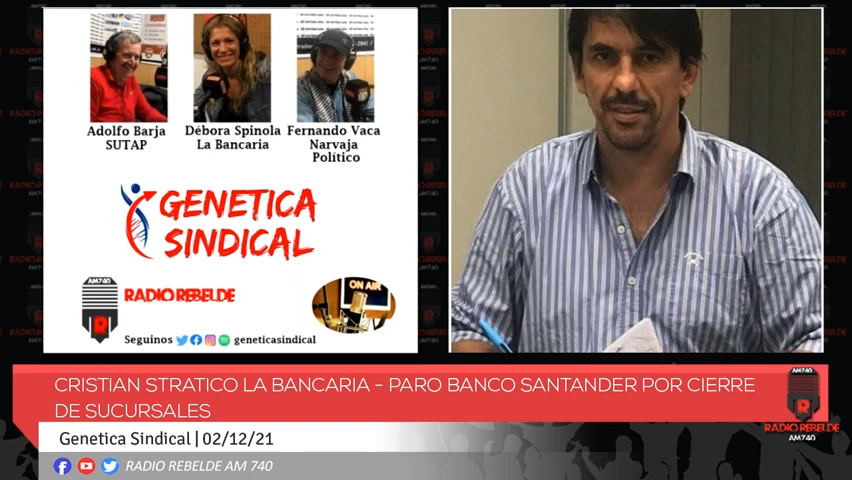 Adolfo Barja
SUTAP
Débora Spinola
La Bancaria
Fernando Vaca
Narvaja
Político
GENETICA
SINDICAL
AM740
R
RADIO REBELDE
ON AIR
Seguinos geneticasindical
CRISTIAN STRATICO LA BANCARIA - PARO BANCO SANTANDER POR CIERRE
DE SUCURSALES
AM740
R
RADIO REBELDE
AM740
Genetica Sindical | 02/12/21
RADIO REBELDE AM 740